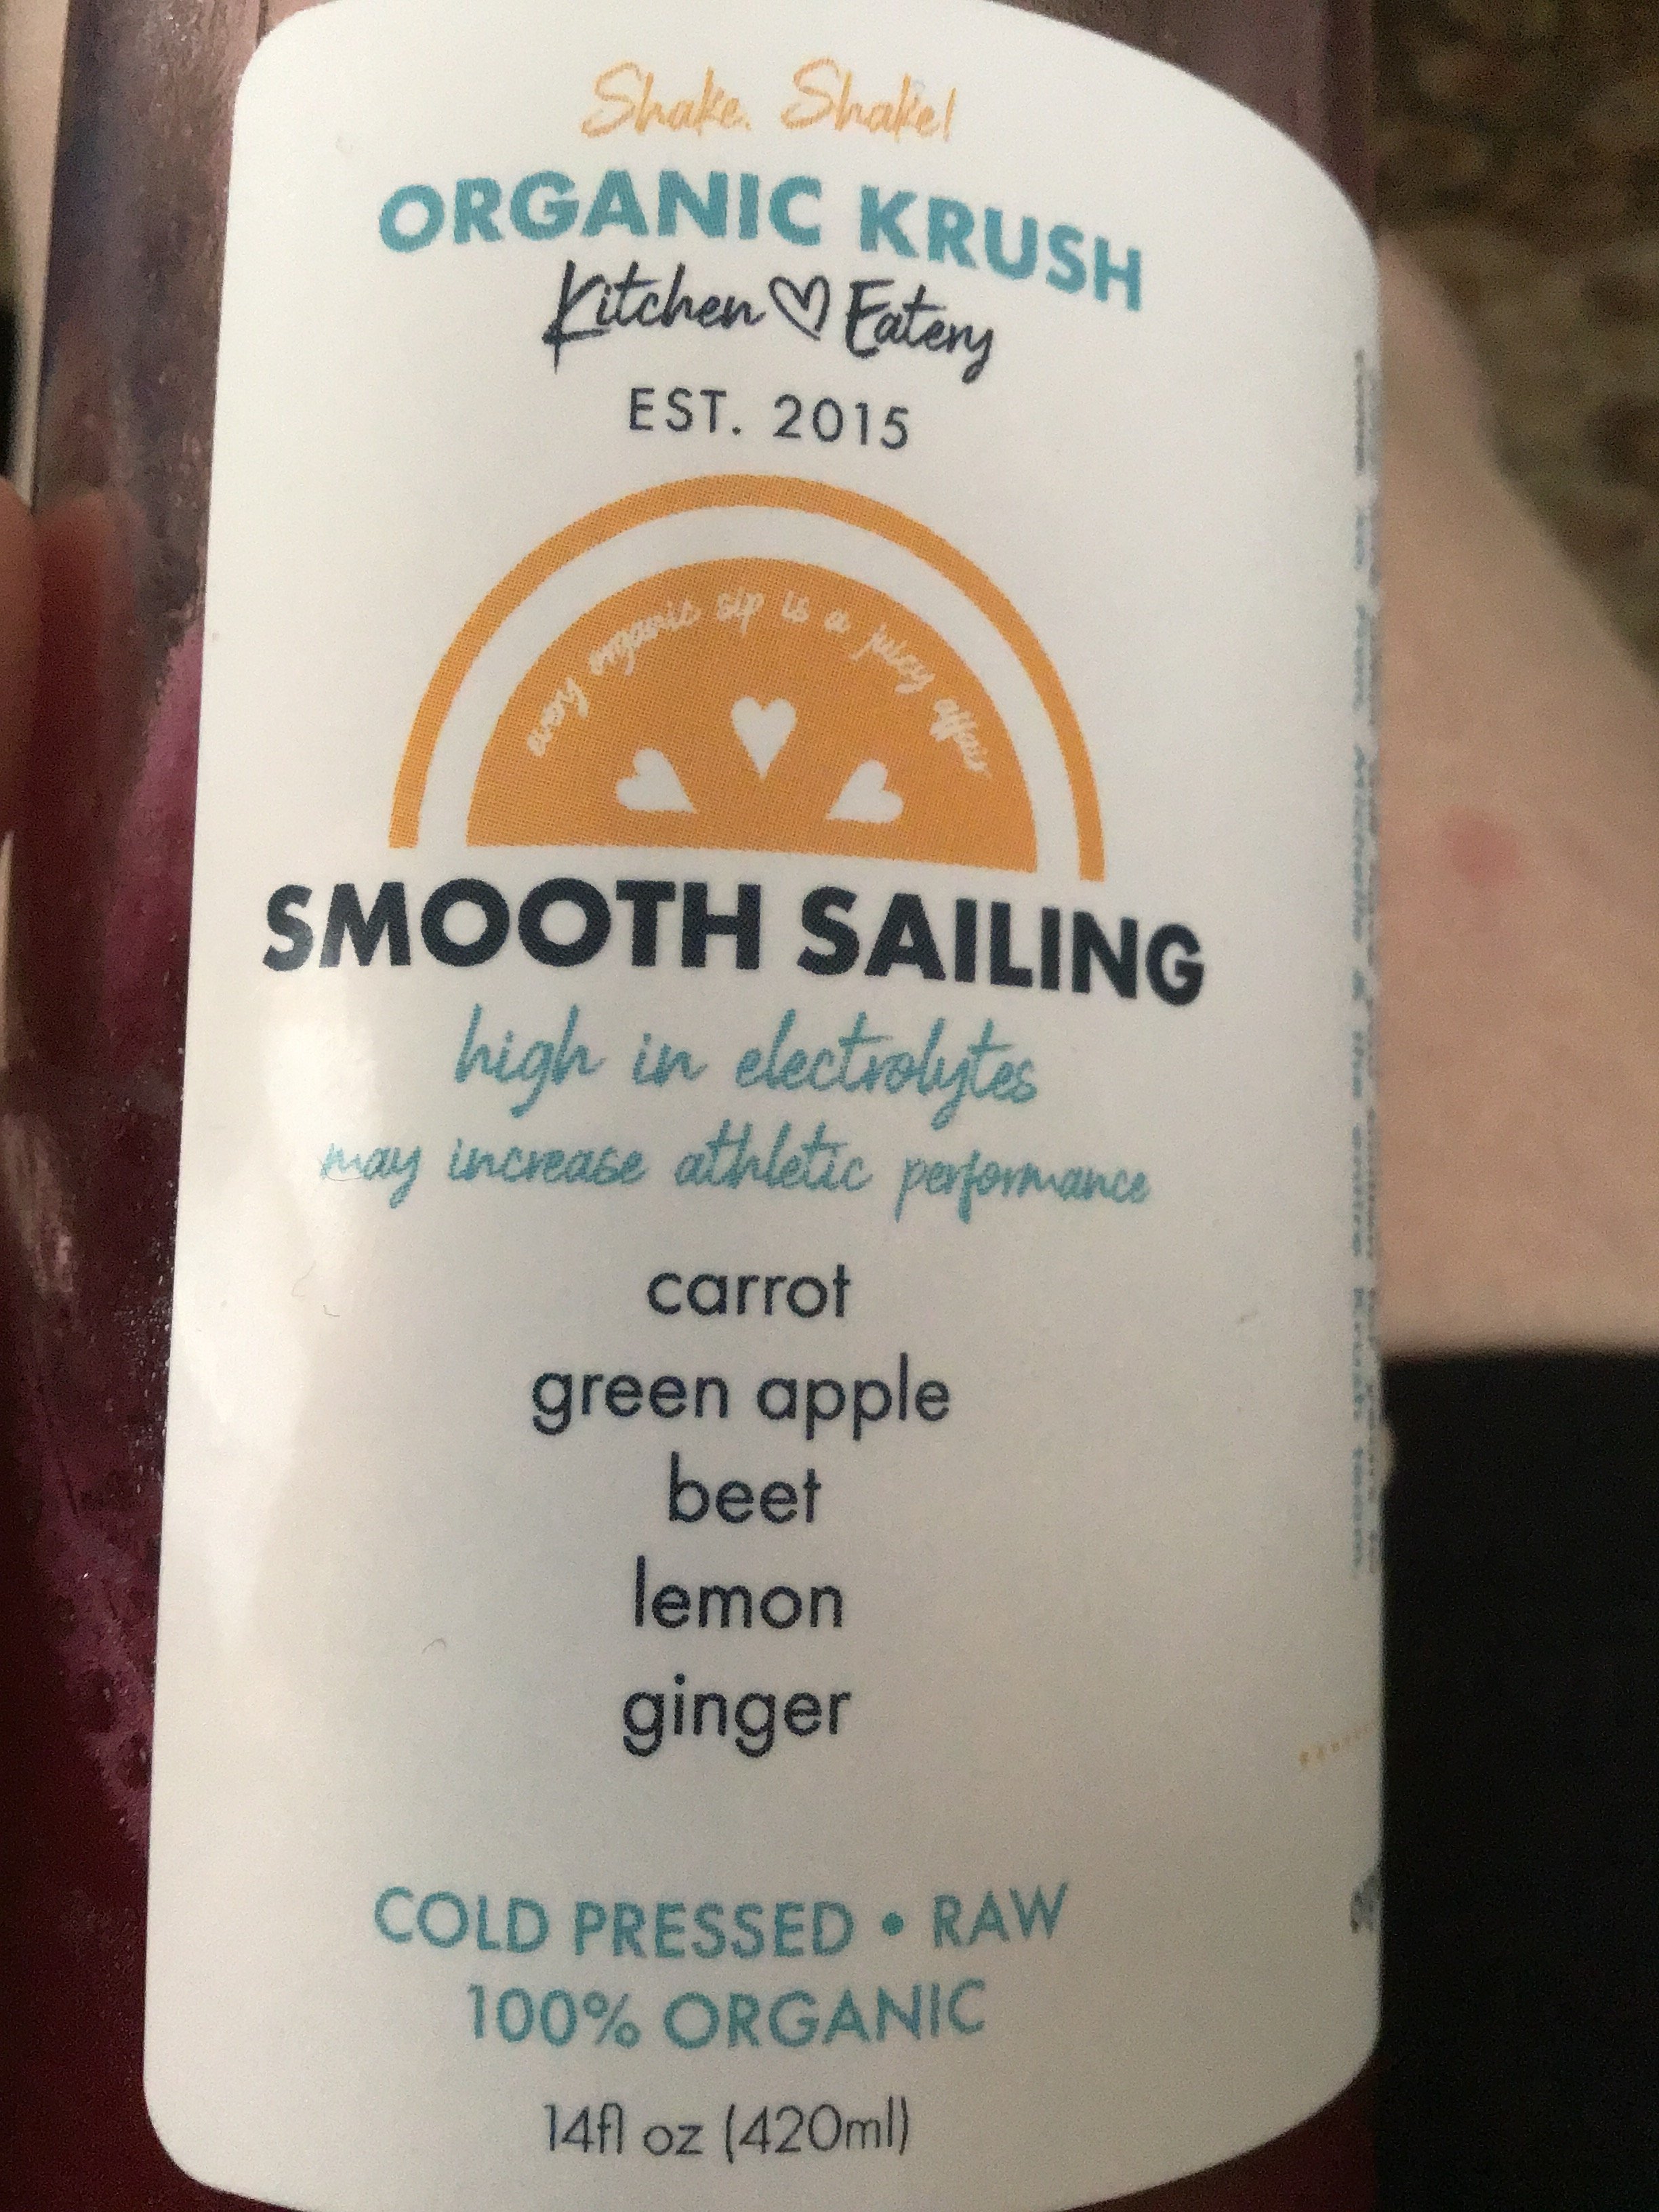 Shake. Shake!
ORGANIC KRUSH
Kitchen Eatery
EST. 2015
every organic sip is a juicy affair
SMOOTH SAILING
high in electrolytes
may increase athletic performance
carrot
green apple
beet
lemon
ginger
COLD PRESSED • RAW
100% ORGANIC
14fl oz (420ml)